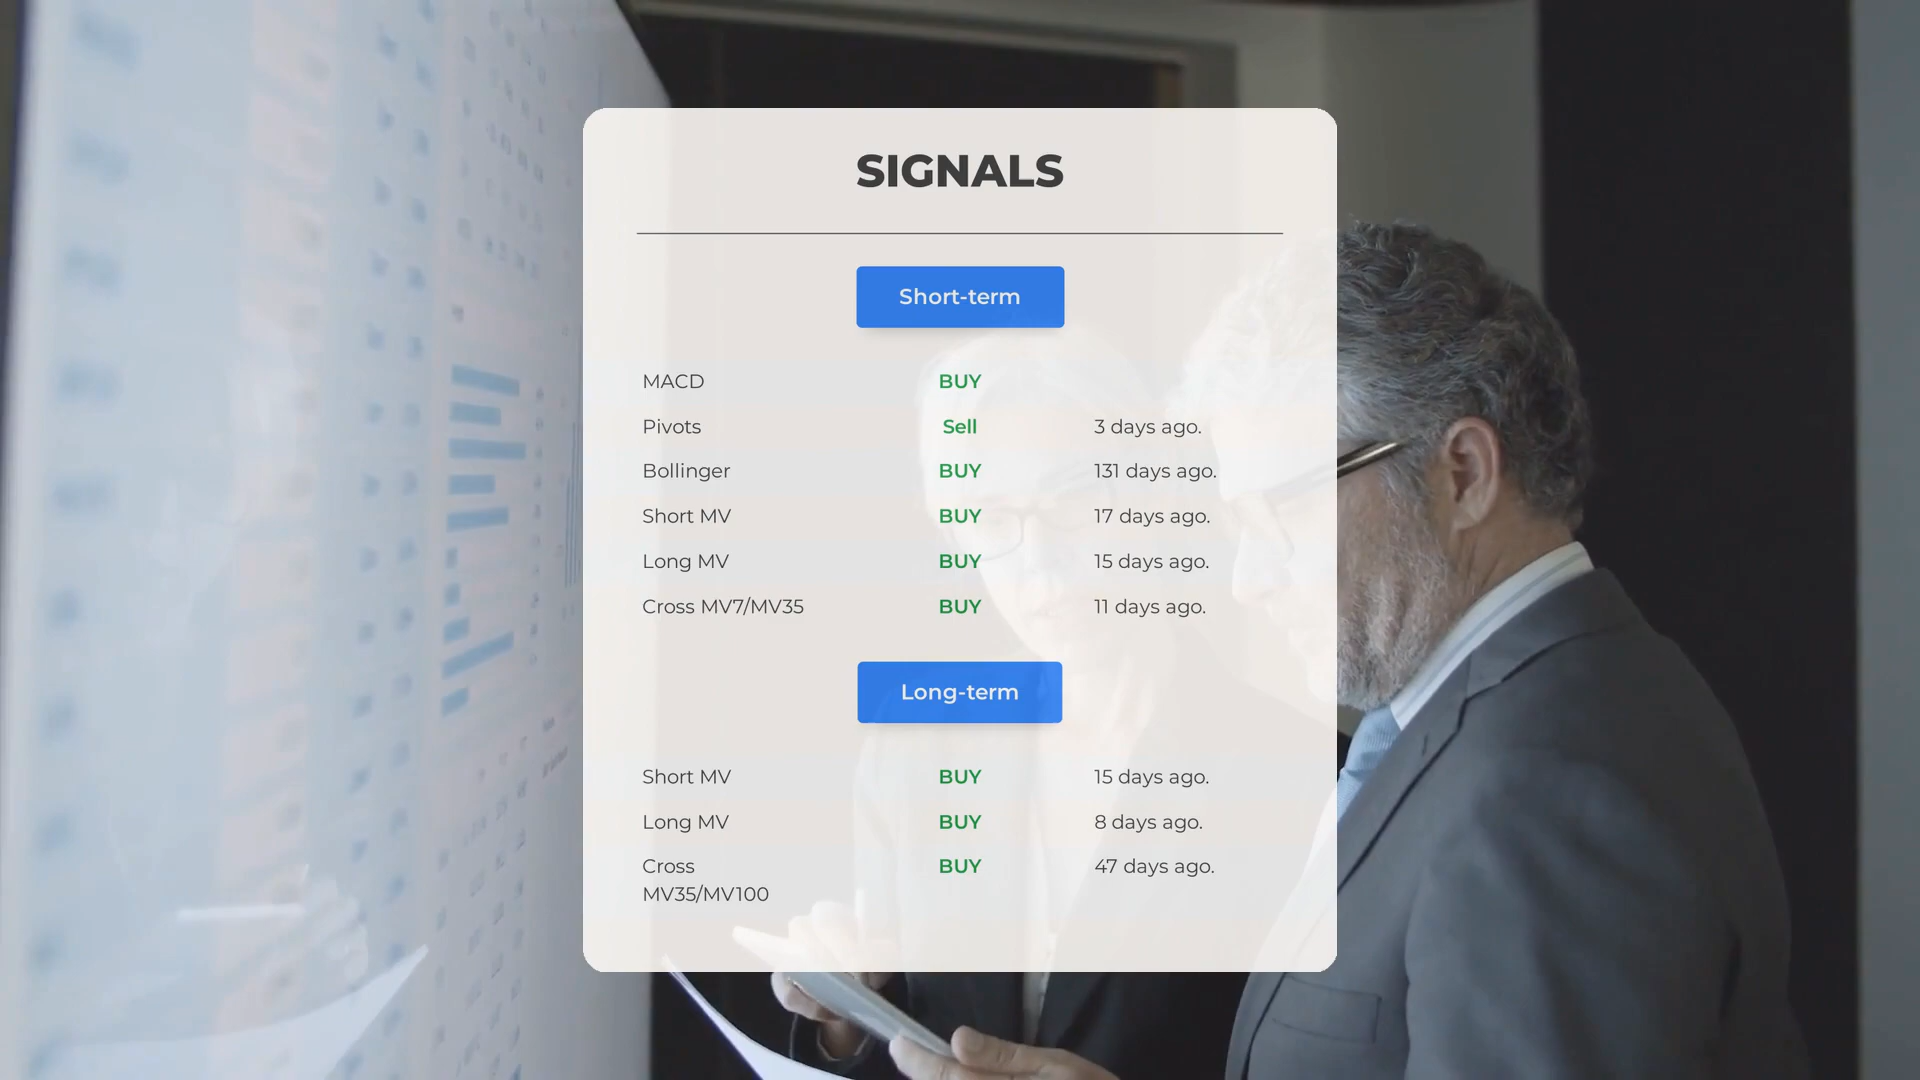 SIGNALS
Short-term
MACD BUY
Pivots Sell 3 days ago.
Bollinger BUY 131 days ago.
Short MV BUY 17 days ago.
Long MV BUY 15 days ago.
Cross MV7/MV35 BUY 11 days ago.
Long-term
Short MV BUY 15 days ago.
Long MV BUY 8 days ago.
Cross BUY 47 days ago.
MV35/MV100